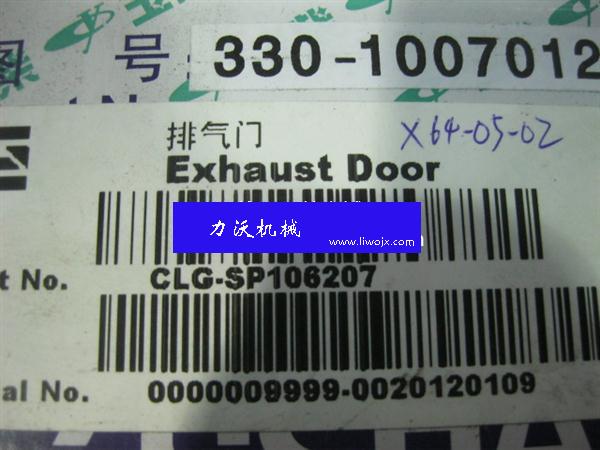 图 号:
330-1007012
排气门
X64-05-02
Exhaust Door
力沃机械
www.liwojx.com
t No. CLG-SP106207
al No. 0000009999-0020120109